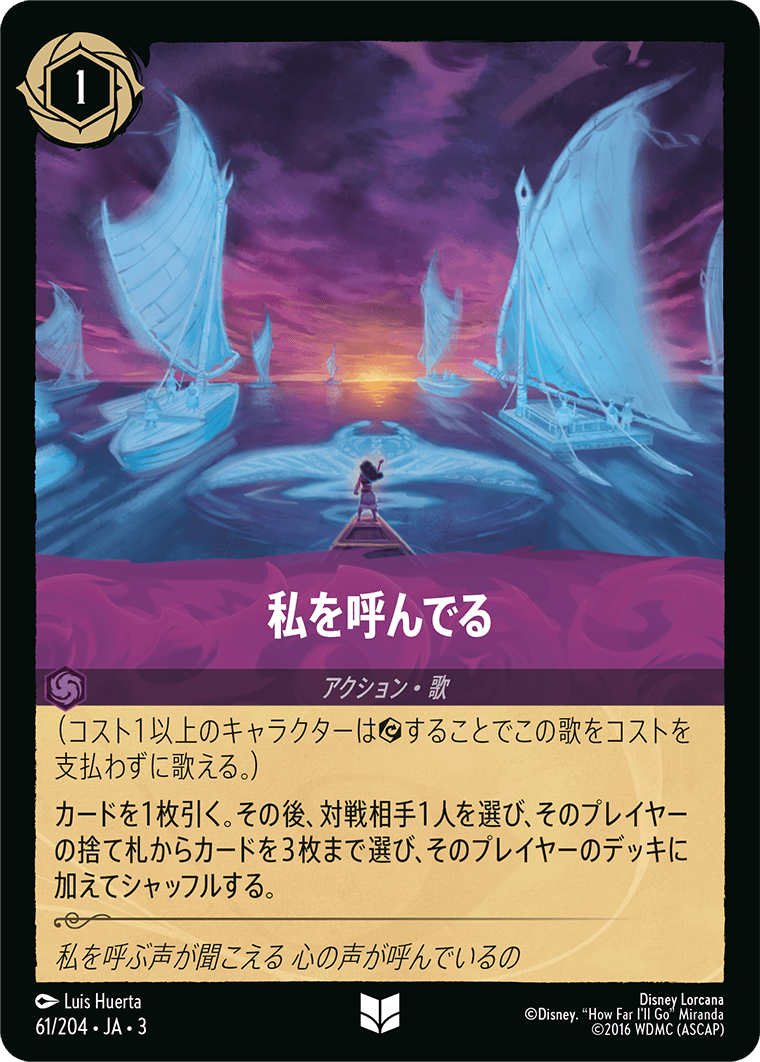 1
私を呼んでる
アクション・歌
(コスト1以上のキャラクターはすることでこの歌をコストを
支払わずに歌える。)
カードを1枚引く。その後、対戦相手1人を選び、そのプレイヤー
の捨て札からカードを3枚まで選び、そのプレイヤーのデッキに
加えてシャッフルする。
私を呼ぶ声が聞こえる 心の声が呼んでいるの
Luis Huerta
61/204・JA・3
Disney Lorcana
©Disney. “How Far I'll Go” Miranda
©2016 WDMC (ASCAP)